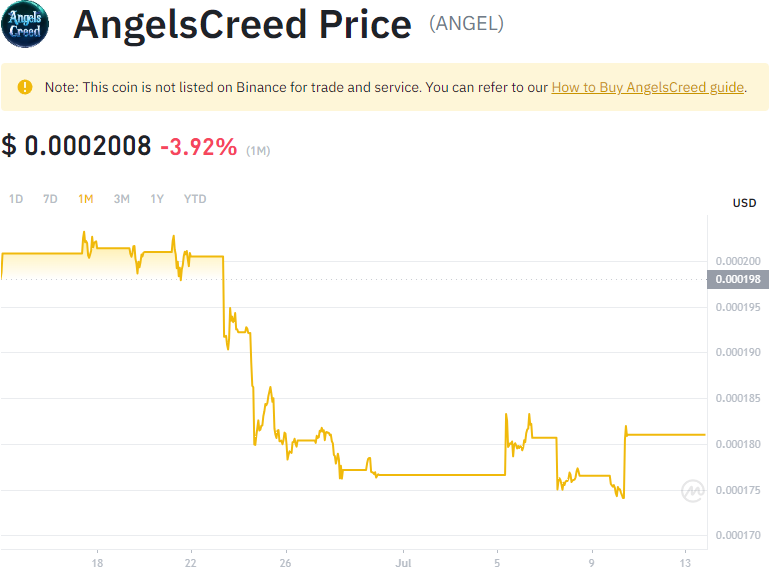 Angels
Creed
AngelsCreed Price (ANGEL)
Note: This coin is not listed on Binance for trade and service. You can refer to our How to Buy AngelsCreed guide.
$ 0.0002008 -3.92% (1M)
1D 7D 1M 3M 1Y YTD
USD
0.000200
0.000198
0.000195
0.000190
0.000185
0.000180
0.000175
0.000170
18 22 26 Jul 5 9 13